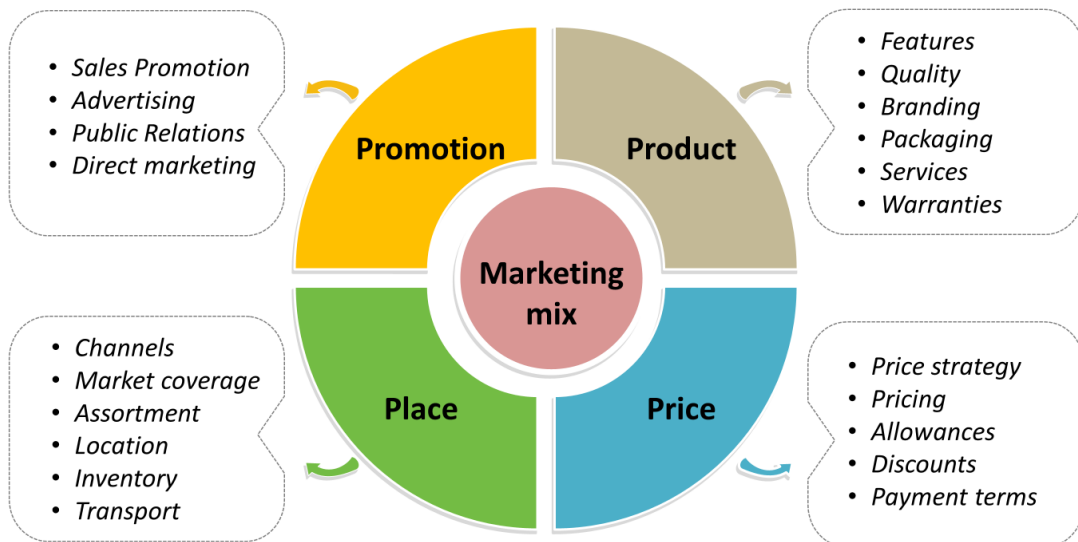 • Sales Promotion
• Advertising
• Public Relations
• Direct marketing
Promotion
Product
• Features
• Quality
• Branding
• Packaging
• Services
• Warranties
Marketing
mix
• Channels
• Market coverage
• Assortment
• Location
• Inventory
• Transport
Place
Price
• Price strategy
• Pricing
• Allowances
• Discounts
• Payment terms